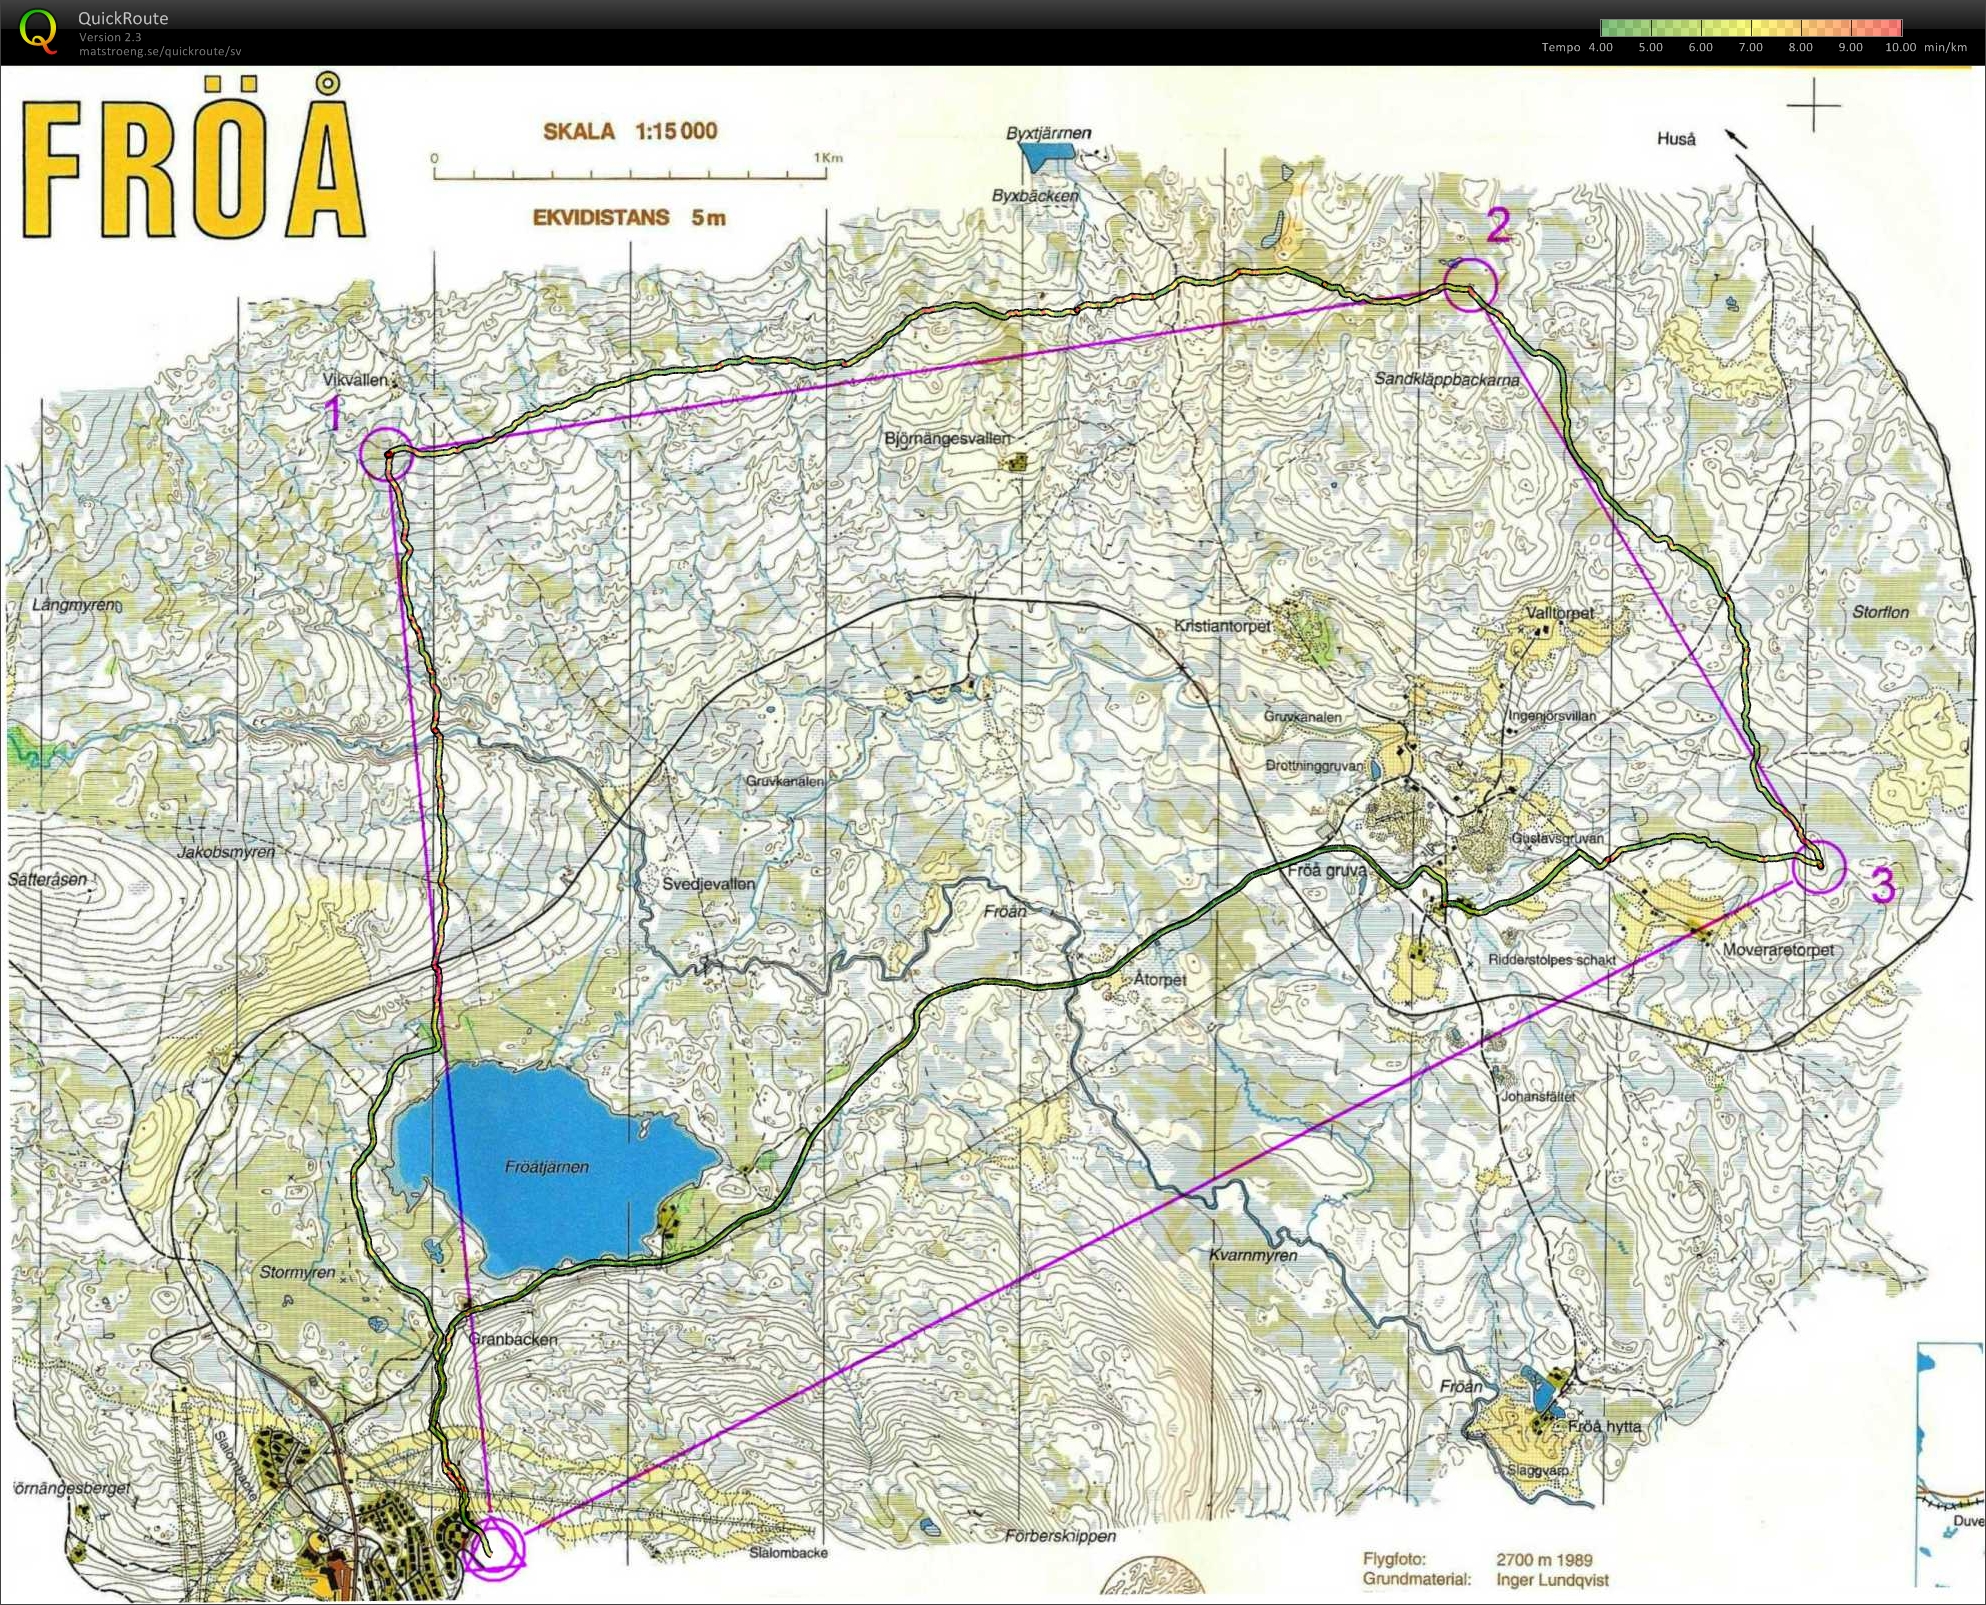 QuickRoute
Version 2.3
matstroeng.se/quickroute/sv
Tempo 4.00 5.00 6.00 7.00 8.00 9.00 10.00 min/km
FRÖÅ
SKALA 1:15 000
0 1Km
EKVIDISTANS 5m
Byxtjärnen
Byxbäcken
Huså
2
Vikvallen
1
Sandkläppbackarna
Björnängesvallen
Långmyren
Kristiantorpet
Valltorpet
Storflon
Gruvkanalen
Ingenjörsvillan
Drottninggruvan
Gruvkanalen
Jakobsmyren
Gustavsgruvan
Sätteråsen
Svedjevallen
Fröå gruva
3
Fröån
Moveraretorpet
Ridderstolpes schakt
Åtorpet
Johansfältet
Fröåtjärnen
Kvarnmyren
Stormyren
Granbacken
Fröån
Fröå hytta
Slalombacke
Slaggvarp
örnängesberget
Förberskippen
Slalombacke
Duve
Flygfoto: 2700 m 1989
Grundmaterial: Inger Lundqvist